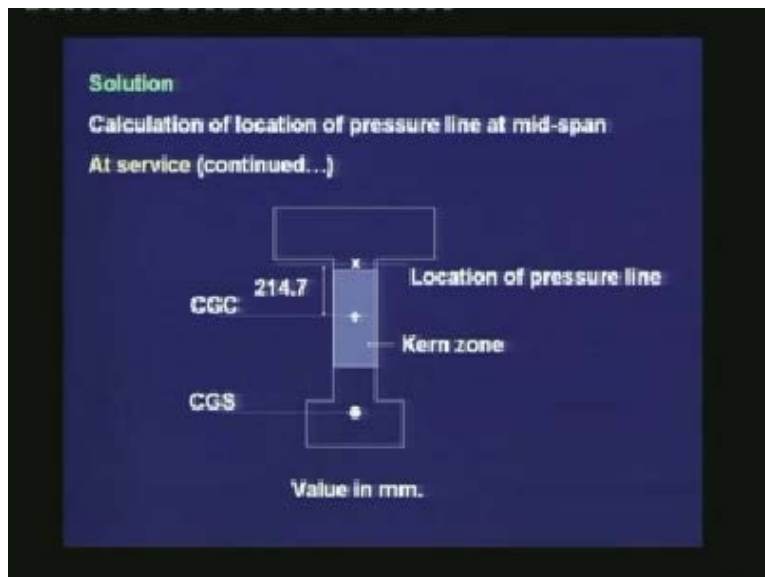 Solution
Calculation of location of pressure line at mid-span
At service (continued...)
Location of pressure line
214.7
CGC
Kern zone
CGS
Value in mm.